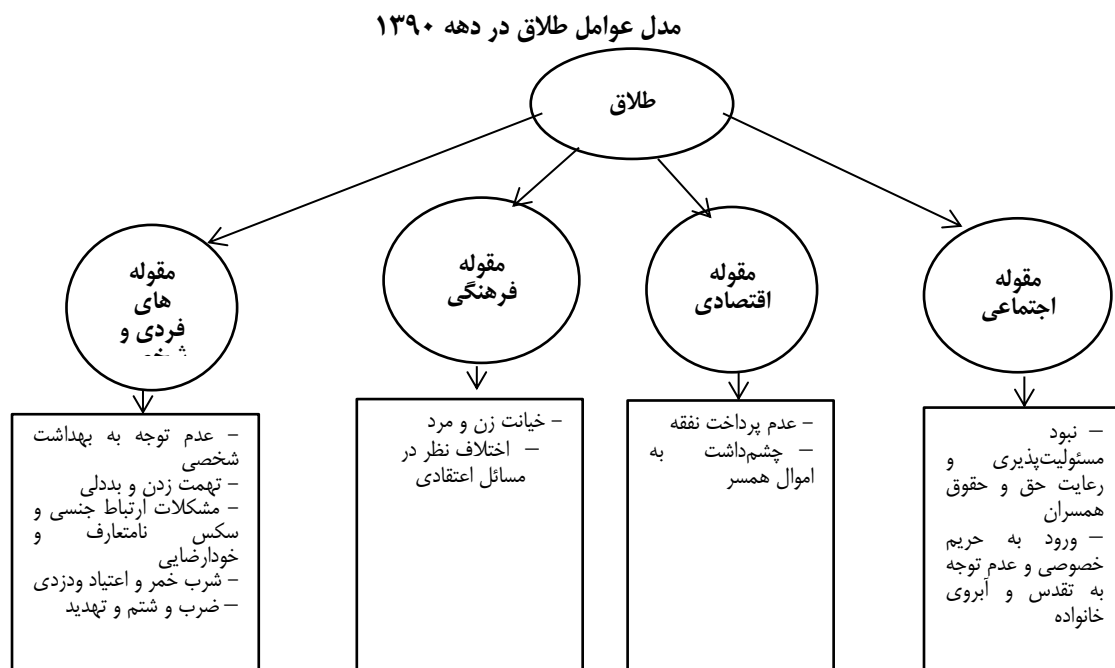 مدل عوامل طلاق در دهه ۱۳۹۰
طلاق
مقوله
اجتماعی
مقوله
اقتصادی
مقوله
فرهنگی
مقوله
های
فردی و
– نبود
مسئولیت‌پذیری و
رعایت حق و حقوق
همسران
– ورود به حریم
خصوصی و عدم توجه
به تقدس و آبروی
خانواده
– عدم پرداخت نفقه
– چشم‌داشت به
اموال همسر
– خیانت زن و مرد
– اختلاف نظر در
مسائل اعتقادی
– عدم توجه به بهداشت
شخصی
– تهمت زدن و بددلی
– مشکلات ارتباط جنسی و
سکس نامتعارف و
خودارضایی
– شرب خمر و اعتیاد ودزدی
– ضرب و شتم و تهدید